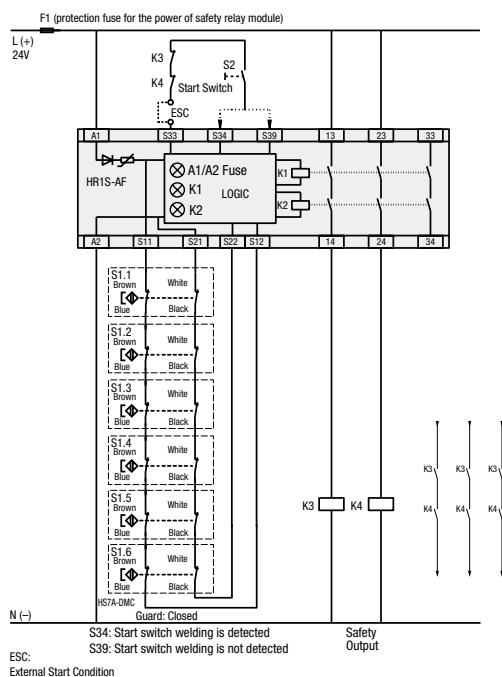 F1 (protection fuse for the power of safety relay module)
L (+)
24V
K3
S2
K4
Start Switch
ESC
A1 S33 S34 S39 13 23 33
HR1S-AF
A1/A2 Fuse
K1
LOGIC
K2
K1
K2
A2 S11 S21 S22 S12 14 24 34
S1.1
Brown
White
Blue
Black
S1.2
Brown
White
Blue
Black
S1.3
Brown
White
Blue
Black
S1.4
Brown
White
Blue
Black
S1.5
Brown
White
Blue
Black
S1.6
Brown
White
Blue
Black
HS7A-DMC
K3 K3 K3
K3 K4
K4 K4 K4
N (–)
Guard: Closed
S34: Start switch welding is detected
S39: Start switch welding is not detected
Safety
Output
ESC:
External Start Condition